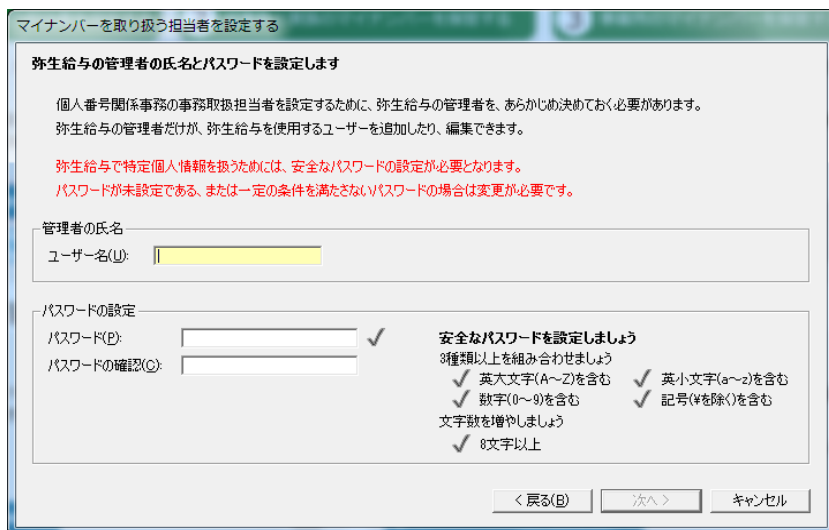 マイナンバーを取り扱う担当者を設定する
弥生給与の管理者の氏名とパスワードを設定します
個人番号関係事務の事務取扱担当者を設定するために、弥生給与の管理者を、あらかじめ決めておく必要があります。
弥生給与の管理者だけが、弥生給与を使用するユーザーを追加したり、編集できます。
弥生給与で特定個人情報を扱うためには、安全なパスワードの設定が必要となります。
パスワードが未設定である、または一定の条件を満たさないパスワードの場合は変更が必要です。
管理者の氏名
ユーザー名(U):
パスワードの設定
パスワード(P):
パスワードの確認(C):
安全なパスワードを設定しましょう
3種類以上を組み合わせましょう
英大文字(A～Z)を含む 英小文字(a～z)を含む
数字(0～9)を含む 記号(¥を除く)を含む
文字数を増やしましょう
8文字以上
< 戻る(B) 次へ > キャンセル